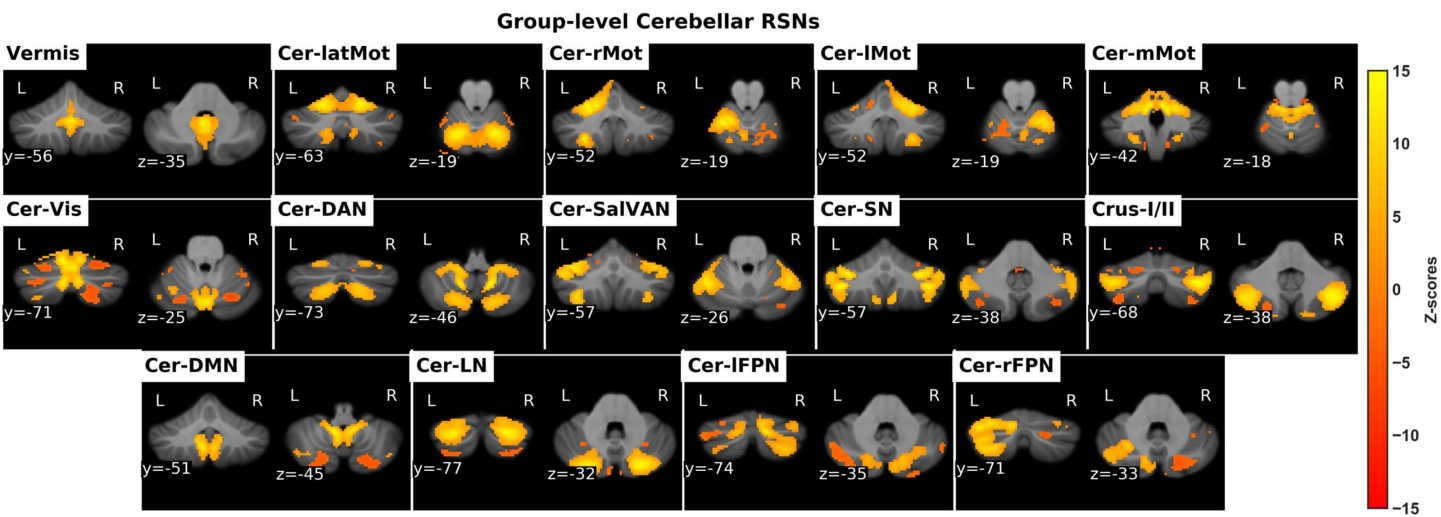 Group-level Cerebellar RSNs
Vermis
L R L R
y=-56 z=-35
Cer-latMot
L R L R
y=-63 z=-19
Cer-rMot
L R L R
y=-52 z=-19
Cer-lMot
L R L R
y=-52 z=-19
Cer-mMot
L R L R
y=-42 z=-18
Cer-Vis
L R L R
y=-71 z=-25
Cer-DAN
L R L R
y=-73 z=-46
Cer-SalVAN
L R L R
y=-57 z=-26
Cer-SN
L R L R
y=-57 z=-38
Crus-I/II
L R L R
y=-68 z=-38
Cer-DMN
L R L R
y=-51 z=-45
Cer-LN
L R L R
y=-77 z=-32
Cer-lFPN
L R L R
y=-74 z=-35
Cer-rFPN
L R L R
y=-71 z=-33
15
10
5
0
−5
−10
−15
Z-scores